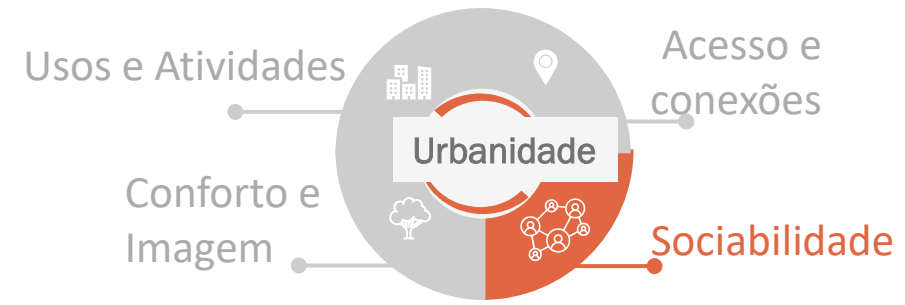 Usos e Atividades
Acesso e
conexões
Urbanidade
Conforto e
Imagem
Sociabilidade